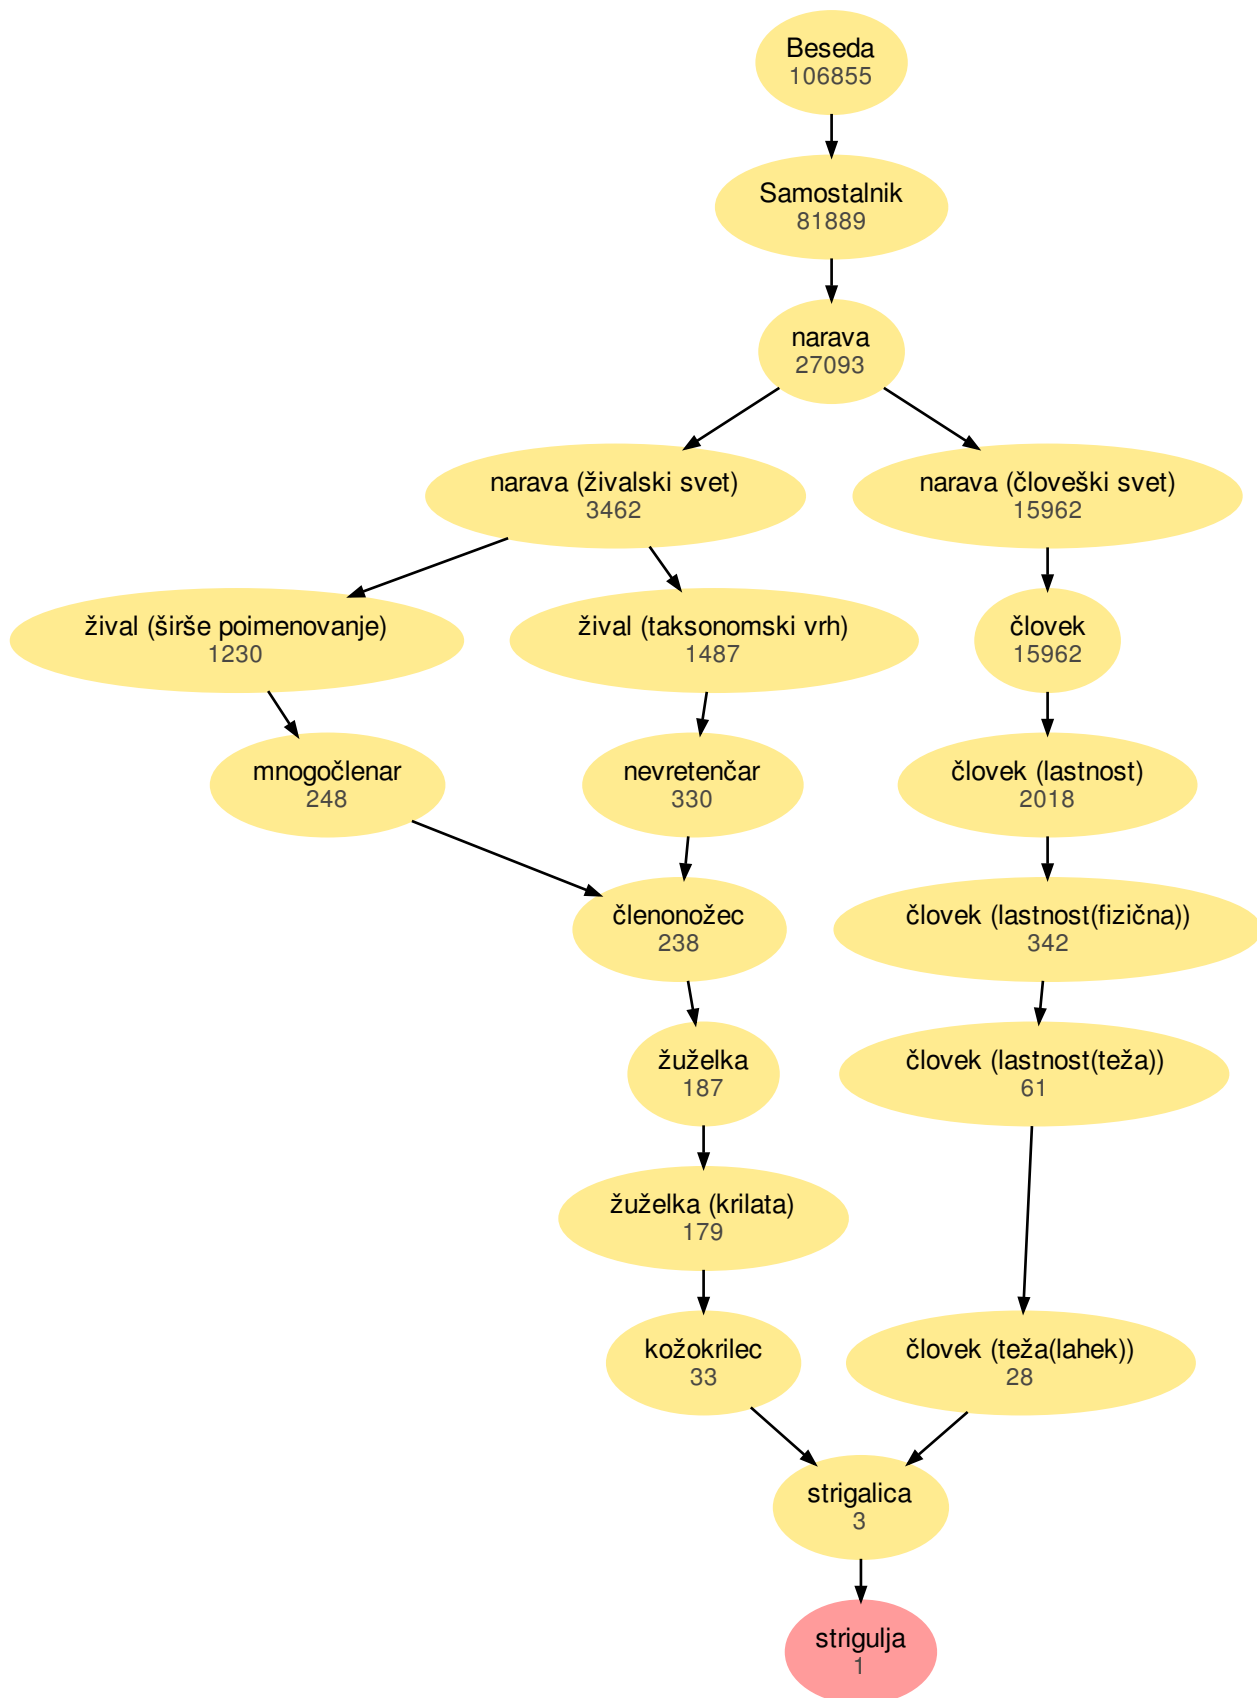 Beseda
106855
Samostalnik
81889
narava
27093
narava (živalski svet)
3462
narava (človeški svet)
15962
žival (širše poimenovanje)
1230
žival (taksonomski vrh)
1487
človek
15962
mnogočlenar
248
nevretenčar
330
človek (lastnost)
2018
členonožec
238
človek (lastnost(fizična))
342
žuželka
187
človek (lastnost(teža))
61
žuželka (krilata)
179
kožokrilec
33
človek (teža(lahek))
28
strigalica
3
strigulja
1